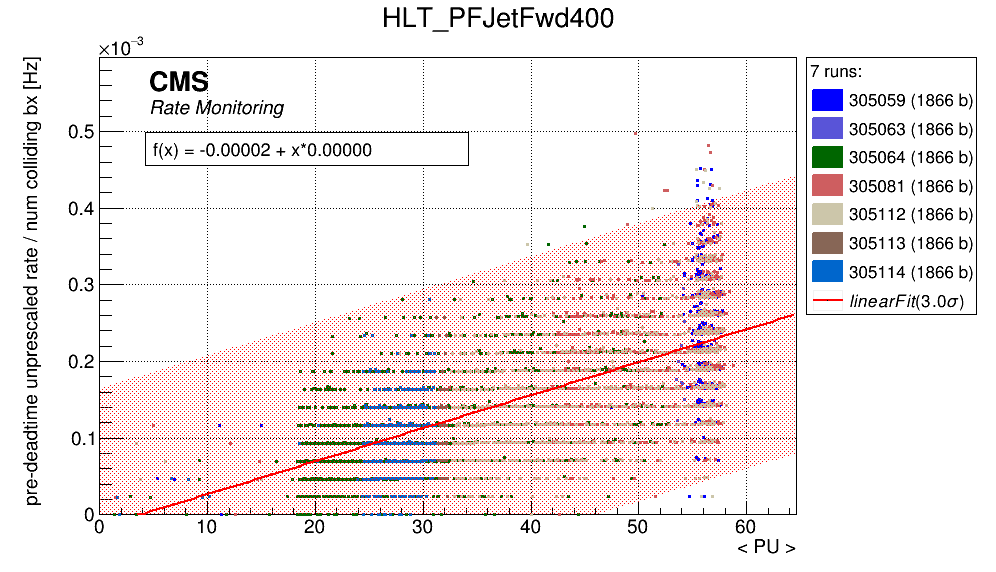 HLT_PFJetFwd400
×10⁻³
CMS
Rate Monitoring
f(x) = -0.00002 + x*0.00000
pre-deadtime unprescaled rate / num colliding bx [Hz]
0.5
0.4
0.3
0.2
0.1
0
0 10 20 30 40 50 60
< PU >
7 runs:
305059 (1866 b)
305063 (1866 b)
305064 (1866 b)
305081 (1866 b)
305112 (1866 b)
305113 (1866 b)
305114 (1866 b)
linearFit(3.0σ)